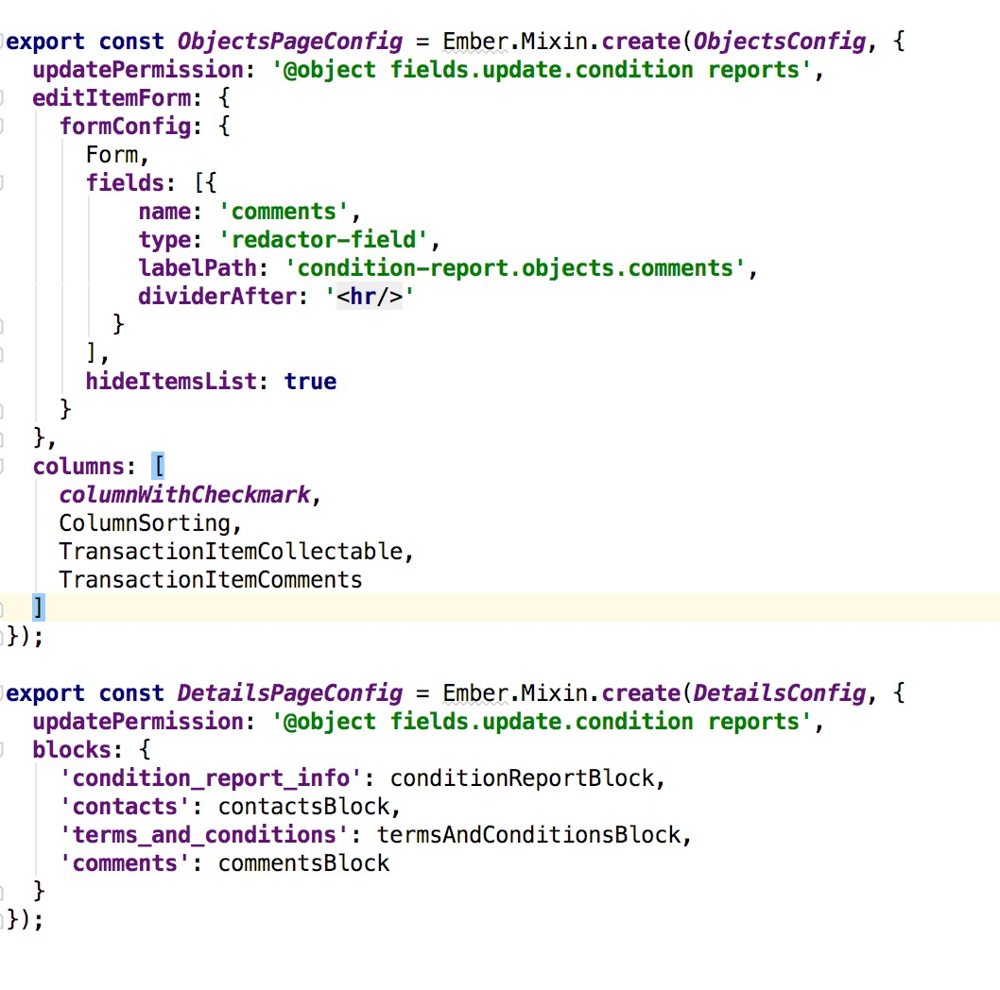 export const ObjectsPageConfig = Ember.Mixin.create(ObjectsConfig, {
  updatePermission: '@object fields.update.condition reports',
  editItemForm: {
    formConfig: {
      Form,
      fields: [{
          name: 'comments',
          type: 'redactor-field',
          labelPath: 'condition-report.objects.comments',
          dividerAfter: '<hr/>'
        }
      ],
      hideItemsList: true
    }
  },
  columns: [
    columnWithCheckmark,
    ColumnSorting,
    TransactionItemCollectable,
    TransactionItemComments
  ]
});

export const DetailsPageConfig = Ember.Mixin.create(DetailsConfig, {
  updatePermission: '@object fields.update.condition reports',
  blocks: {
    'condition_report_info': conditionReportBlock,
    'contacts': contactsBlock,
    'terms_and_conditions': termsAndConditionsBlock,
    'comments': commentsBlock
  }
});